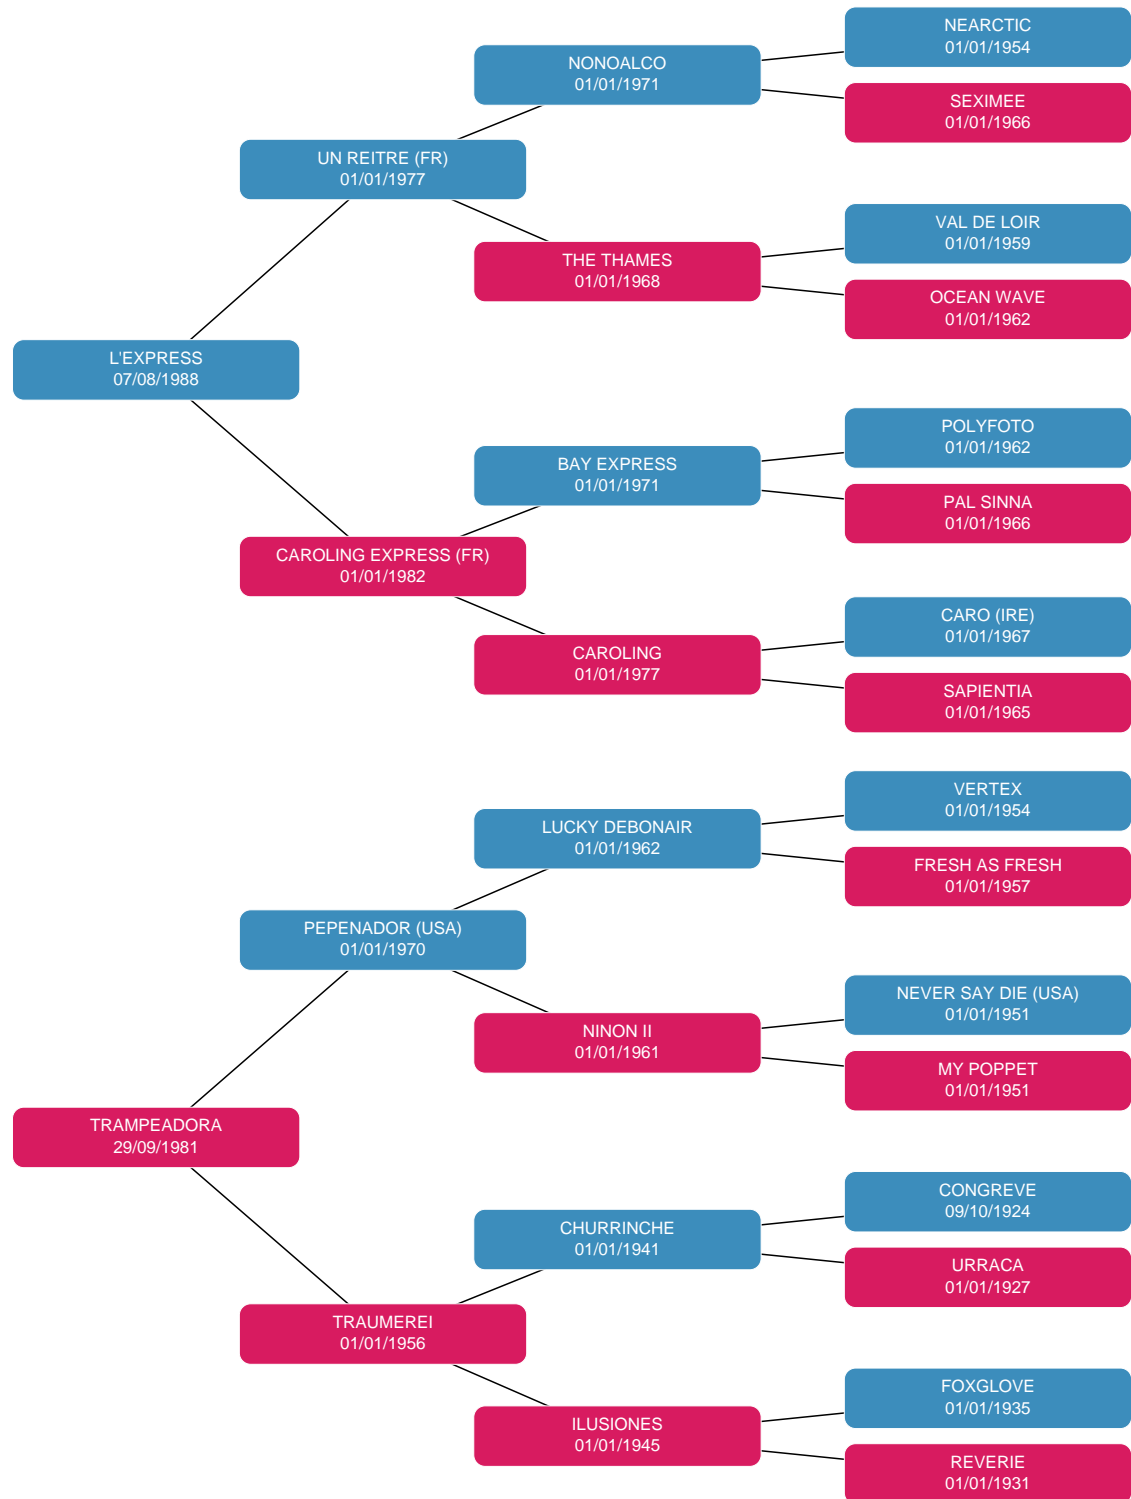 NEARCTIC
01/01/1954
NONOALCO
01/01/1971
SEXIMEE
01/01/1966
UN REITRE (FR)
01/01/1977
VAL DE LOIR
01/01/1959
THE THAMES
01/01/1968
OCEAN WAVE
01/01/1962
L'EXPRESS
07/08/1988
POLYFOTO
01/01/1962
BAY EXPRESS
01/01/1971
PAL SINNA
01/01/1966
CAROLING EXPRESS (FR)
01/01/1982
CARO (IRE)
01/01/1967
CAROLING
01/01/1977
SAPIENTIA
01/01/1965
VERTEX
01/01/1954
LUCKY DEBONAIR
01/01/1962
FRESH AS FRESH
01/01/1957
PEPENADOR (USA)
01/01/1970
NEVER SAY DIE (USA)
01/01/1951
NINON II
01/01/1961
MY POPPET
01/01/1951
TRAMPEADORA
29/09/1981
CONGREVE
09/10/1924
CHURRINCHE
01/01/1941
URRACA
01/01/1927
TRAUMEREI
01/01/1956
FOXGLOVE
01/01/1935
ILUSIONES
01/01/1945
REVERIE
01/01/1931